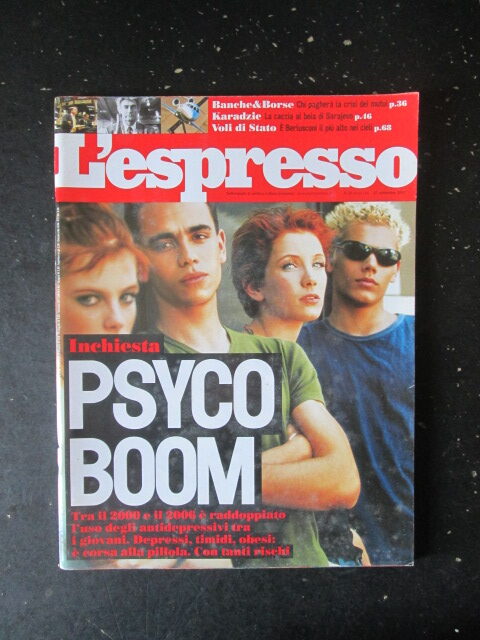 Banche&Borse Chi pagherà la crisi dei mutui p.36
Karadzic La caccia al boia di Sarajevo p.46
Voli di Stato E Berlusconi il più alto nei cieli p.68
L'espresso
Inchiesta
PSYCO
BOOM
Tra il 2000 e il 2006 è raddoppiato
l'uso degli antidepressivi tra
i giovani. Depressi, timidi, obesi:
è corsa alla pillola. Con tanti rischi